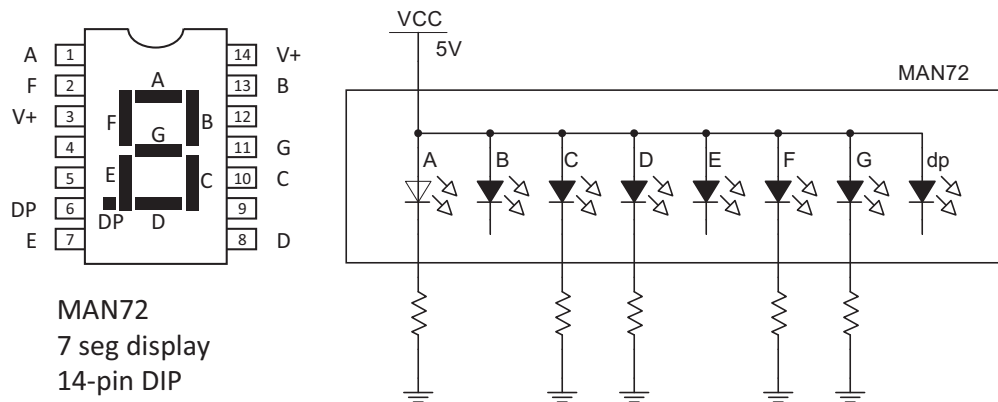 A 1 14 V+
F 2 13 B
V+ 3 12
4 11 G
5 10 C
DP 6 9
E 7 8 D
A
F B
G
E C
DP D
MAN72
7 seg display
14-pin DIP
VCC
5V
MAN72
A B C D E F G dp